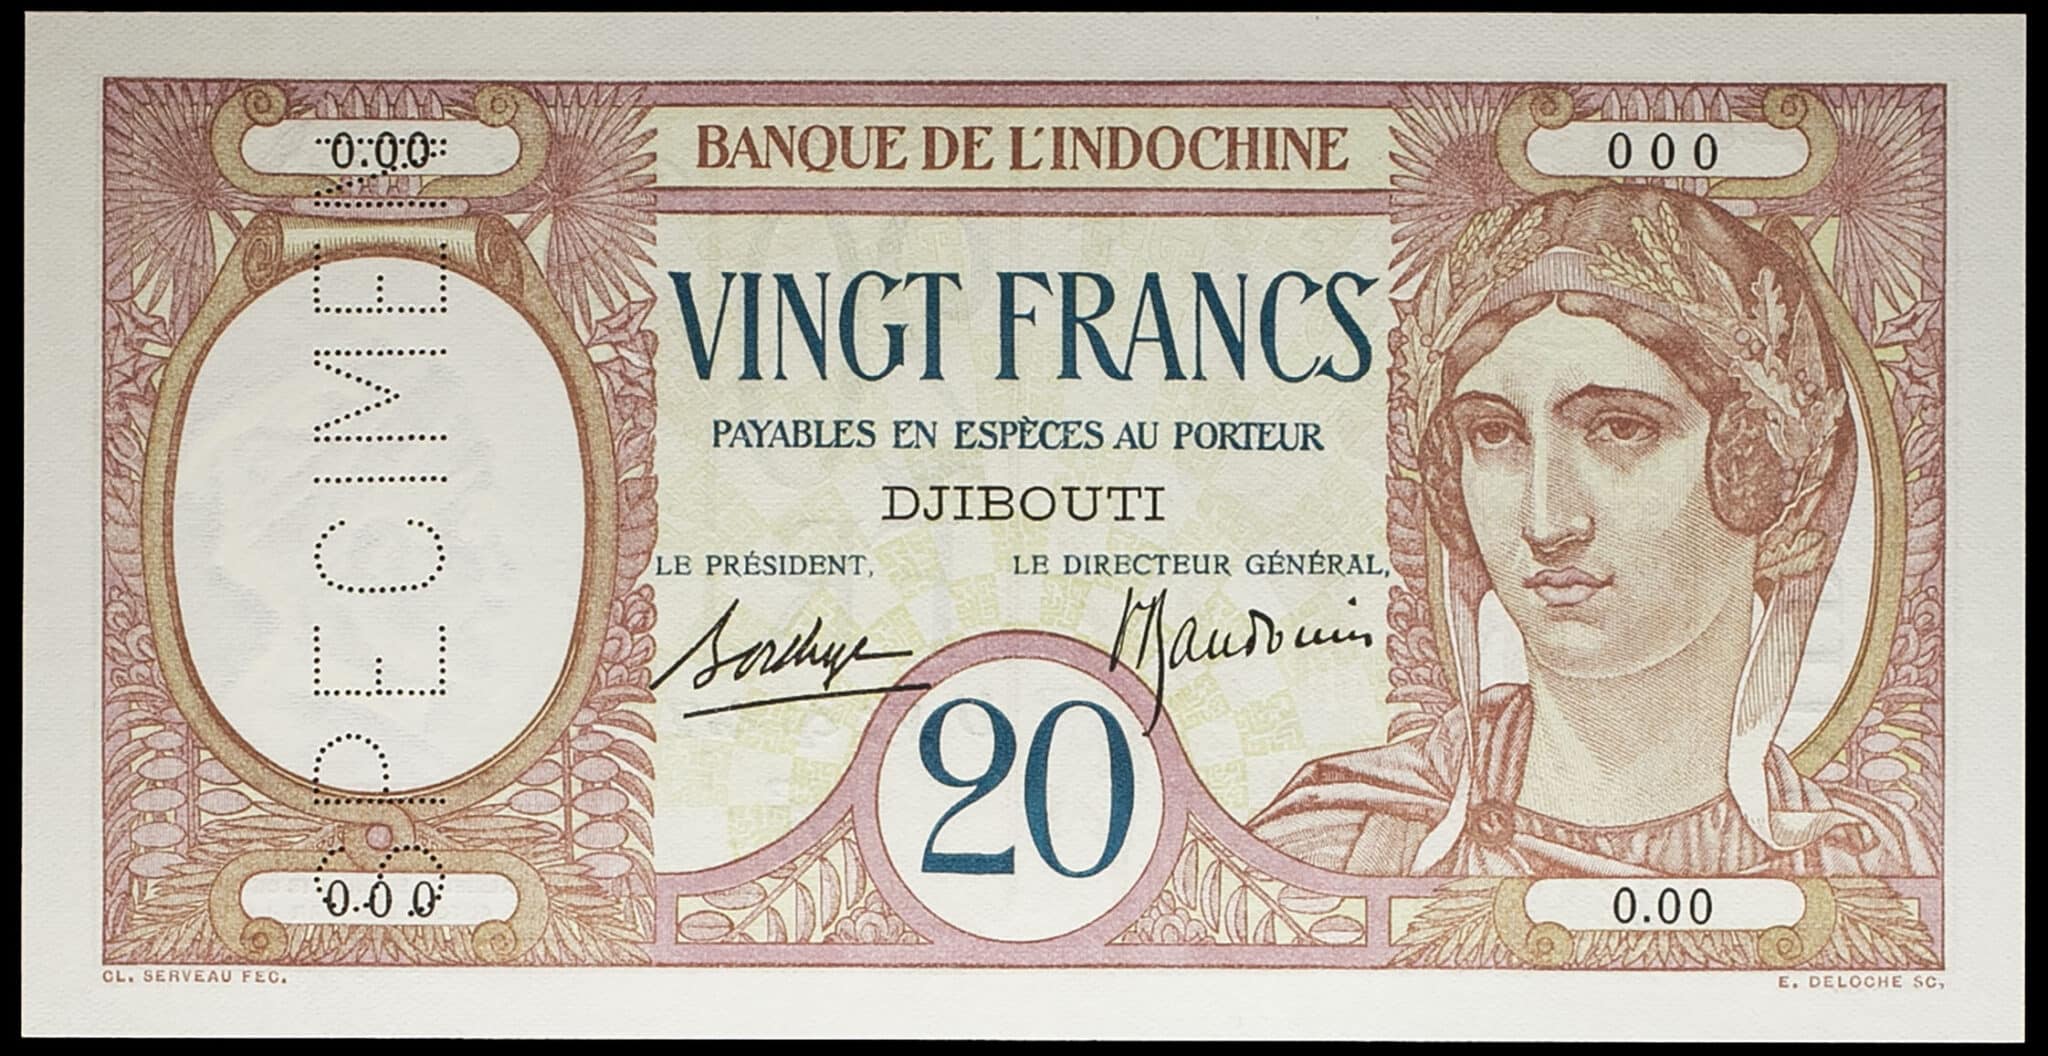 0.00
000
BANQUE DE L'INDOCHINE
VINGT FRANCS
PAYABLES EN ESPÈCES AU PORTEUR
DJIBOUTI
LE PRÉSIDENT,
LE DIRECTEUR GÉNÉRAL,
Baudouin
20
SPECIMEN
0.00
0.00
CL. SERVEAU FEC.
E. DELOCHE SC,